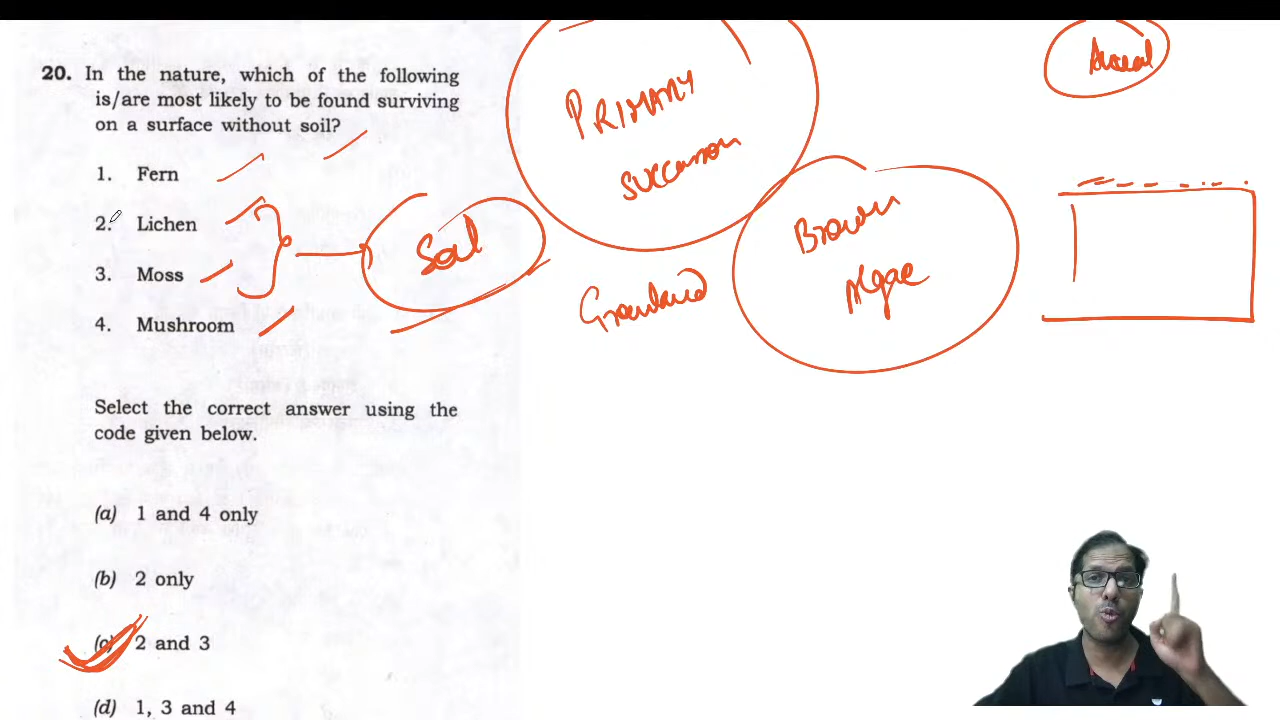 20. In the nature, which of the following
is/are most likely to be found surviving
on a surface without soil?
1. Fern
2. Lichen
3. Moss
4. Mushroom
Select the correct answer using the
code given below.
(a) 1 and 4 only
(b) 2 only
(c) 2 and 3
(d) 1, 3 and 4
Soil
PRIMARY
Brown
Algae